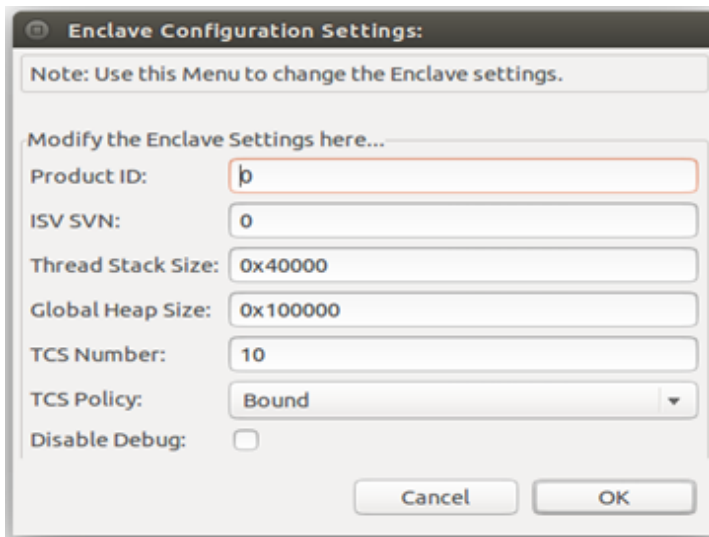 Enclave Configuration Settings:
Note: Use this Menu to change the Enclave settings.
Modify the Enclave Settings here...
Product ID: 0
ISV SVN: 0
Thread Stack Size: 0x40000
Global Heap Size: 0x100000
TCS Number: 10
TCS Policy: Bound
Disable Debug:
Cancel OK